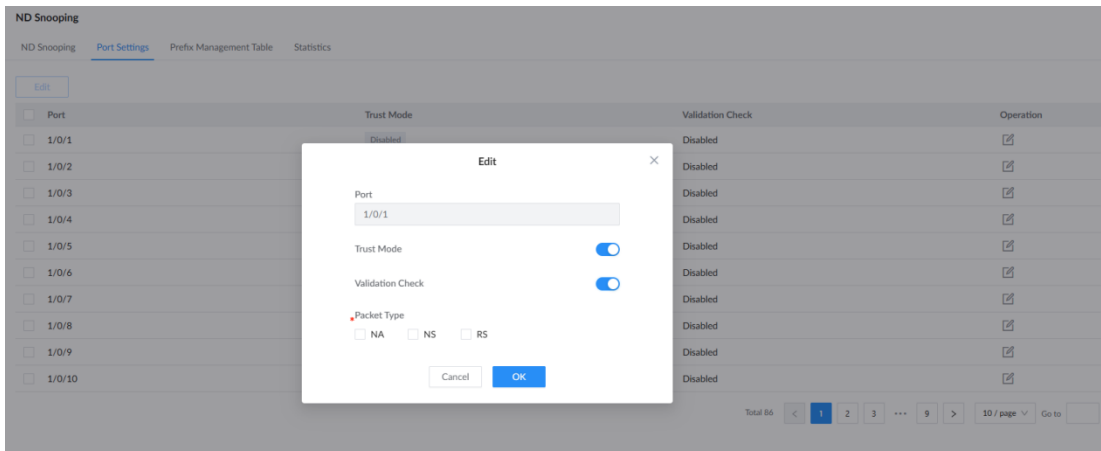 ND Snooping
ND Snooping Port Settings Prefix Management Table Statistics
Edit
Port Trust Mode Validation Check Operation
1/0/1 Disabled Disabled
1/0/2 Disabled
1/0/3 Disabled
1/0/4 Disabled
1/0/5 Disabled
1/0/6 Disabled
1/0/7 Disabled
1/0/8 Disabled
1/0/9 Disabled
1/0/10 Disabled
Edit
Port
1/0/1
Trust Mode
Validation Check
*Packet Type
NA NS RS
Cancel OK
Total 86 < 1 2 3 ••• 9 > 10 / page Go to